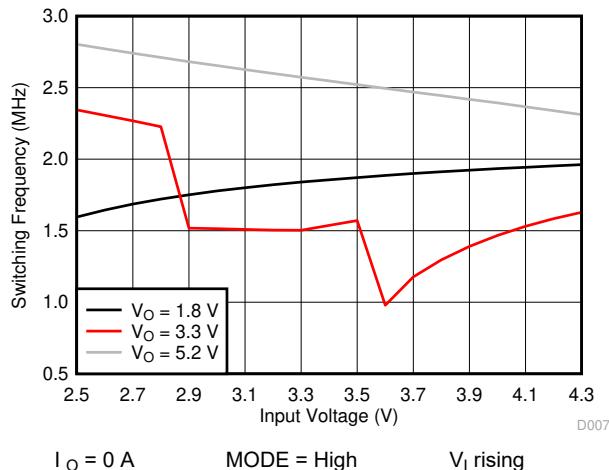 3.0
2.5
2.0
1.5
1.0
0.5
Switching Frequency (MHz)
V_O = 1.8 V
V_O = 3.3 V
V_O = 5.2 V
2.5 2.7 2.9 3.1 3.3 3.5 3.7 3.9 4.1 4.3
Input Voltage (V)
D007
I_O = 0 A MODE = High V_I rising